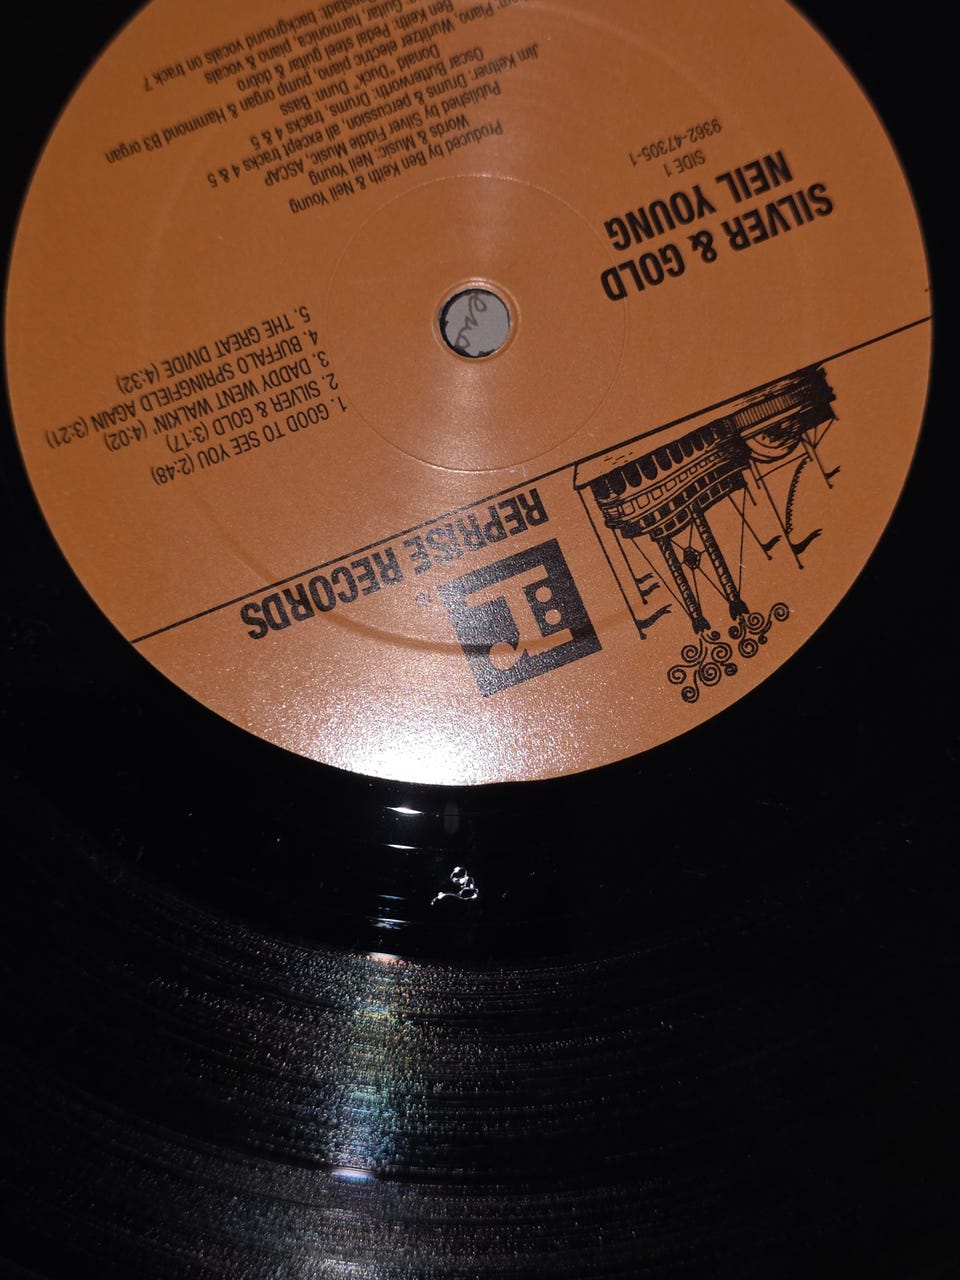 REPRISE RECORDS
SILVER & GOLD
NEIL YOUNG
SIDE 1
9362-47305-1
1. GOOD TO SEE YOU (2:48)
2. SILVER & GOLD (3:17)
3. DADDY WENT WALKIN' (4:02)
4. BUFFALO SPRINGFIELD AGAIN (3:21)
5. THE GREAT DIVIDE (4:32)
Produced by Ben Keith & Neil Young
Words & Music: Neil Young
Published by Silver Fiddle Music, ASCAP
Jim Keltner: Drums & percussion, all except tracks 4 & 5
Oscar Butterworth: Drums, tracks 4 & 5
Donald "Duck" Dunn: Bass
Piano, Wurlitzer electric piano, pump organ & Hammond B3 organ
Ben Keith: Pedal steel guitar & dobro
Guitar, harmonica, piano & vocals
background vocals on track 7